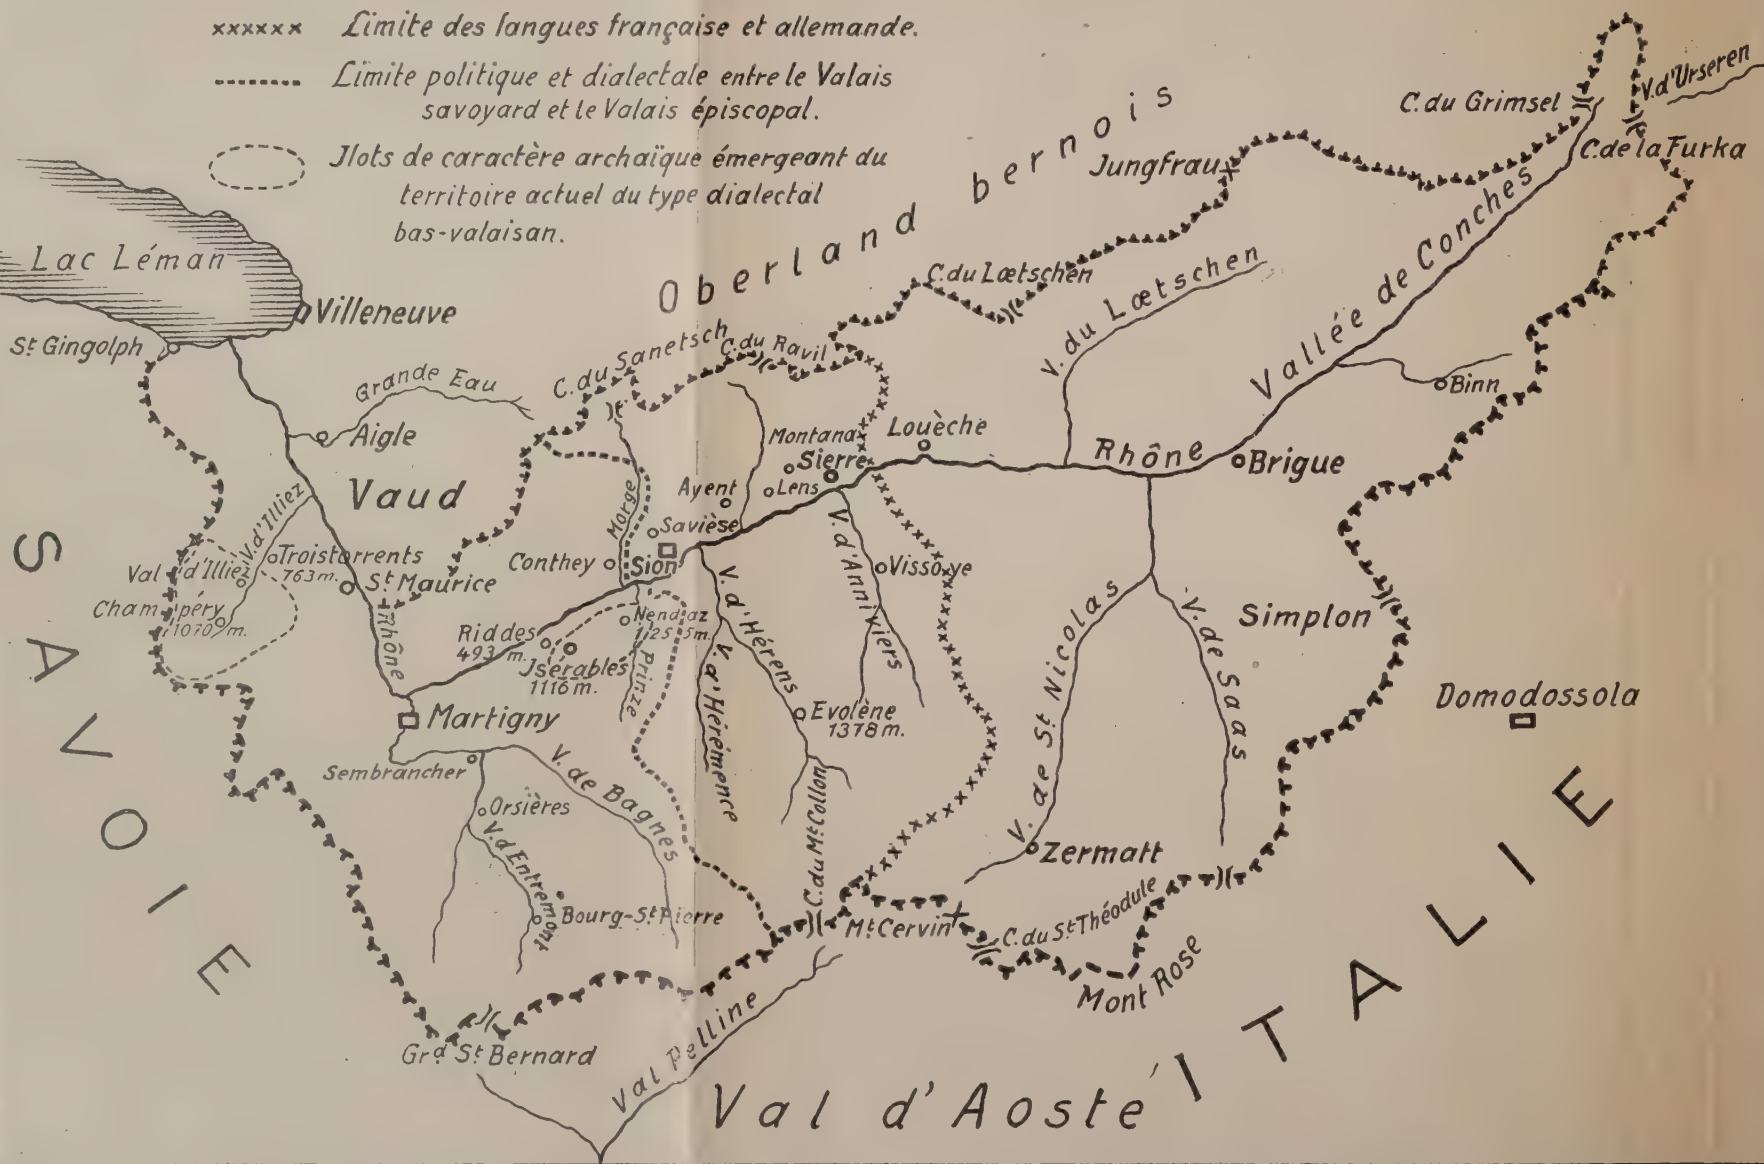 xxxxxx Limite des langues française et allemande.
Limite politique et dialectale entre le Valais
savoyard et le Valais épiscopal.
Jlots de caractère archaïque émergeant du
territoire actuel du type dialectal
bas-valaisan.
Oberland bernois
C. du Grimsel
V. d'Urseren
C. de la Furka
Jungfrau
Lac Léman
Villeneuve
St Gingolph
C. du Sanetsch
C. du Ravil
C. du Lœtschen
V. du Lœtschen
Vallée de Conches
Binn
Grande Eau
Aigle
Vaud
Montana
Sierre
Louèche
Rhône
Brigue
Ayent
Lens
Morge
Savièse
Conthey
Sion
V. d'Illiez
Troistorrents
763 m.
Val d'Illiez
Champéry
1070 m.
St Maurice
Rhône
V. d'Anniviers
Vissoye
Riddes
493 m.
Jsérables
1116 m.
Nendaz
1255 m.
Prinze
V. d'Hérens
V. d'Hérémence
Evolène
1378 m.
V. de St Nicolas
V. de Saas
Simplon
Domodossola
Martigny
Sembrancher
V. de Bagnes
Orsières
V. d'Entremont
Bourg-St Pierre
C. du Mt Collon
Zermatt
Mt Cervin
C. du St Théodule
Mont Rose
Grd St Bernard
Val Pelline
Val d'Aoste
SAVOIE
ITALIE